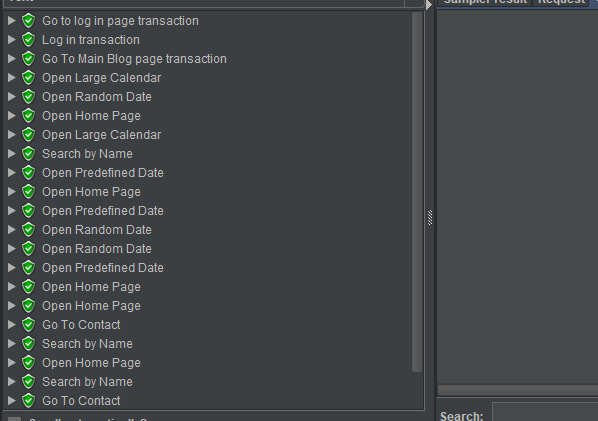 Sampler result Request
Go to log in page transaction
Log in transaction
Go To Main Blog page transaction
Open Large Calendar
Open Random Date
Open Home Page
Open Large Calendar
Search by Name
Open Predefined Date
Open Home Page
Open Predefined Date
Open Random Date
Open Random Date
Open Predefined Date
Open Home Page
Open Home Page
Go To Contact
Search by Name
Open Home Page
Search by Name
Go To Contact
Search: